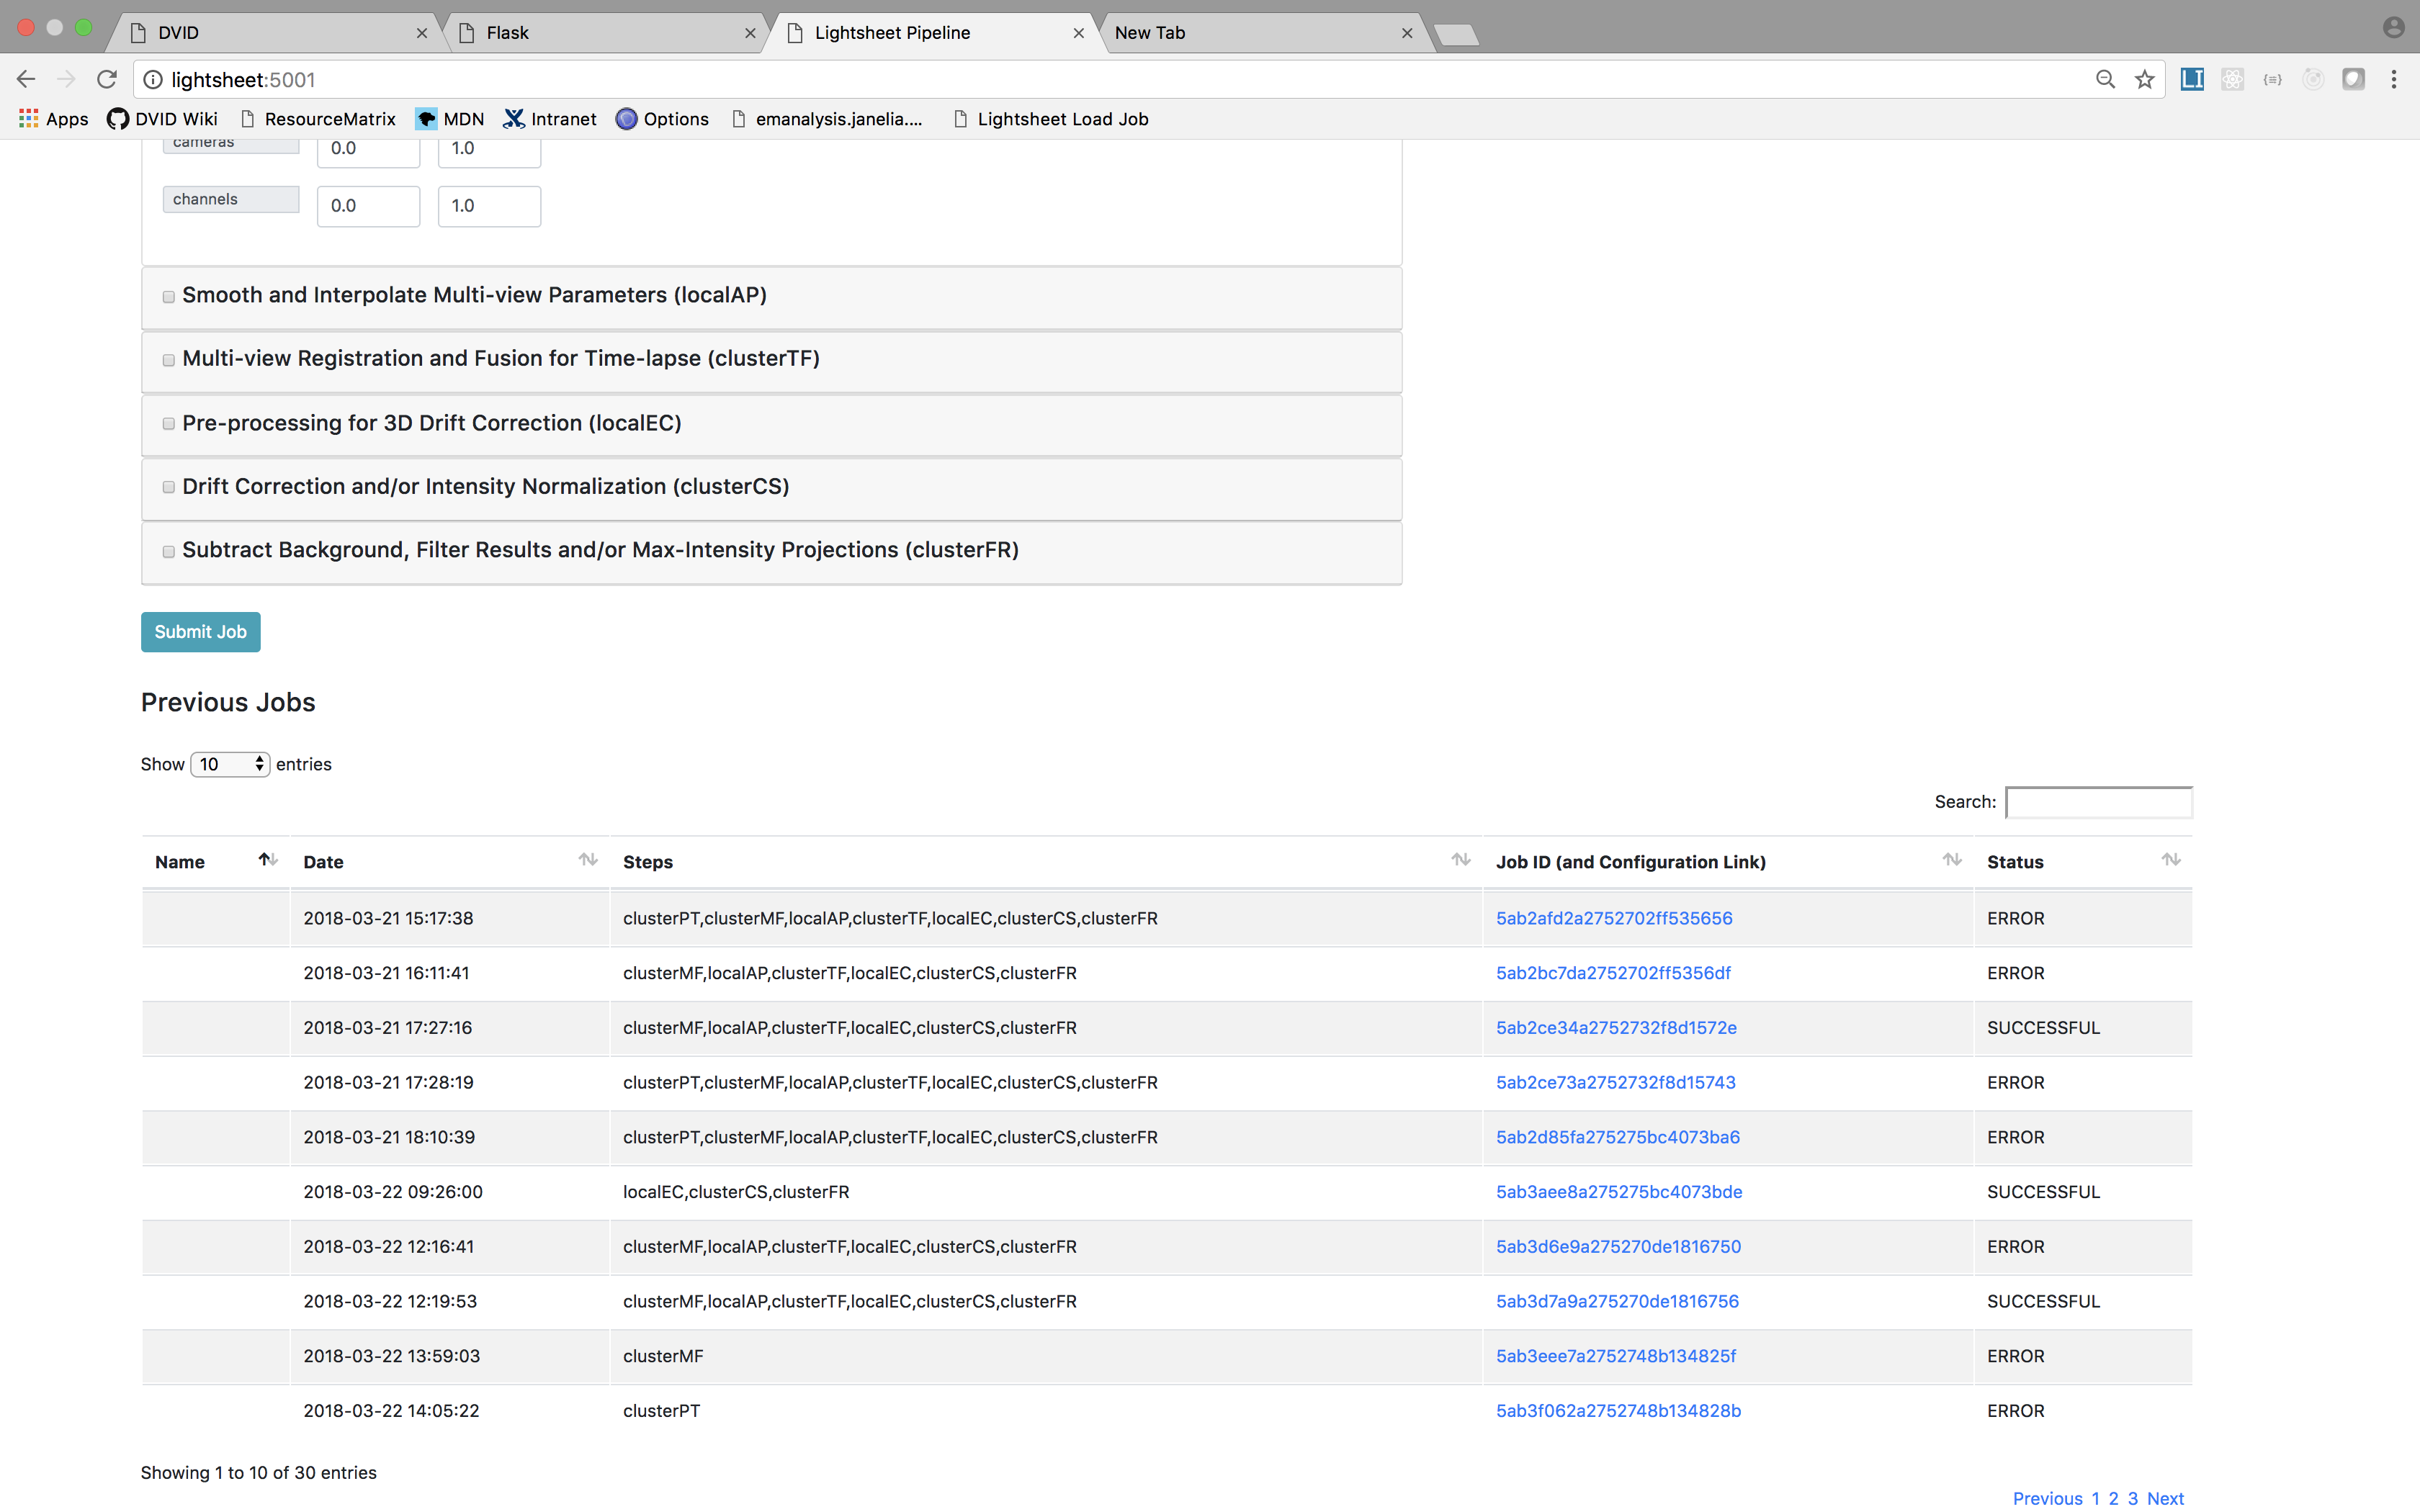 DVID Flask Lightsheet Pipeline New Tab
lightsheet:5001
Apps DVID Wiki ResourceMatrix MDN Intranet Options emanalysis.janelia.... Lightsheet Load Job
cameras 0.0 1.0
channels 0.0 1.0
Smooth and Interpolate Multi-view Parameters (localAP)
Multi-view Registration and Fusion for Time-lapse (clusterTF)
Pre-processing for 3D Drift Correction (localEC)
Drift Correction and/or Intensity Normalization (clusterCS)
Subtract Background, Filter Results and/or Max-Intensity Projections (clusterFR)
Submit Job
Previous Jobs
Show 10 entries
Search:
Name Date Steps Job ID (and Configuration Link) Status
2018-03-21 15:17:38 clusterPT,clusterMF,localAP,clusterTF,localEC,clusterCS,clusterFR 5ab2afd2a2752702ff535656 ERROR
2018-03-21 16:11:41 clusterMF,localAP,clusterTF,localEC,clusterCS,clusterFR 5ab2bc7da2752702ff5356df ERROR
2018-03-21 17:27:16 clusterMF,localAP,clusterTF,localEC,clusterCS,clusterFR 5ab2ce34a2752732f8d1572e SUCCESSFUL
2018-03-21 17:28:19 clusterPT,clusterMF,localAP,clusterTF,localEC,clusterCS,clusterFR 5ab2ce73a2752732f8d15743 ERROR
2018-03-21 18:10:39 clusterPT,clusterMF,localAP,clusterTF,localEC,clusterCS,clusterFR 5ab2d85fa275275bc4073ba6 ERROR
2018-03-22 09:26:00 localEC,clusterCS,clusterFR 5ab3aee8a275275bc4073bde SUCCESSFUL
2018-03-22 12:16:41 clusterMF,localAP,clusterTF,localEC,clusterCS,clusterFR 5ab3d6e9a275270de1816750 ERROR
2018-03-22 12:19:53 clusterMF,localAP,clusterTF,localEC,clusterCS,clusterFR 5ab3d7a9a275270de1816756 SUCCESSFUL
2018-03-22 13:59:03 clusterMF 5ab3eee7a2752748b134825f ERROR
2018-03-22 14:05:22 clusterPT 5ab3f062a2752748b134828b ERROR
Showing 1 to 10 of 30 entries
Previous 1 2 3 Next